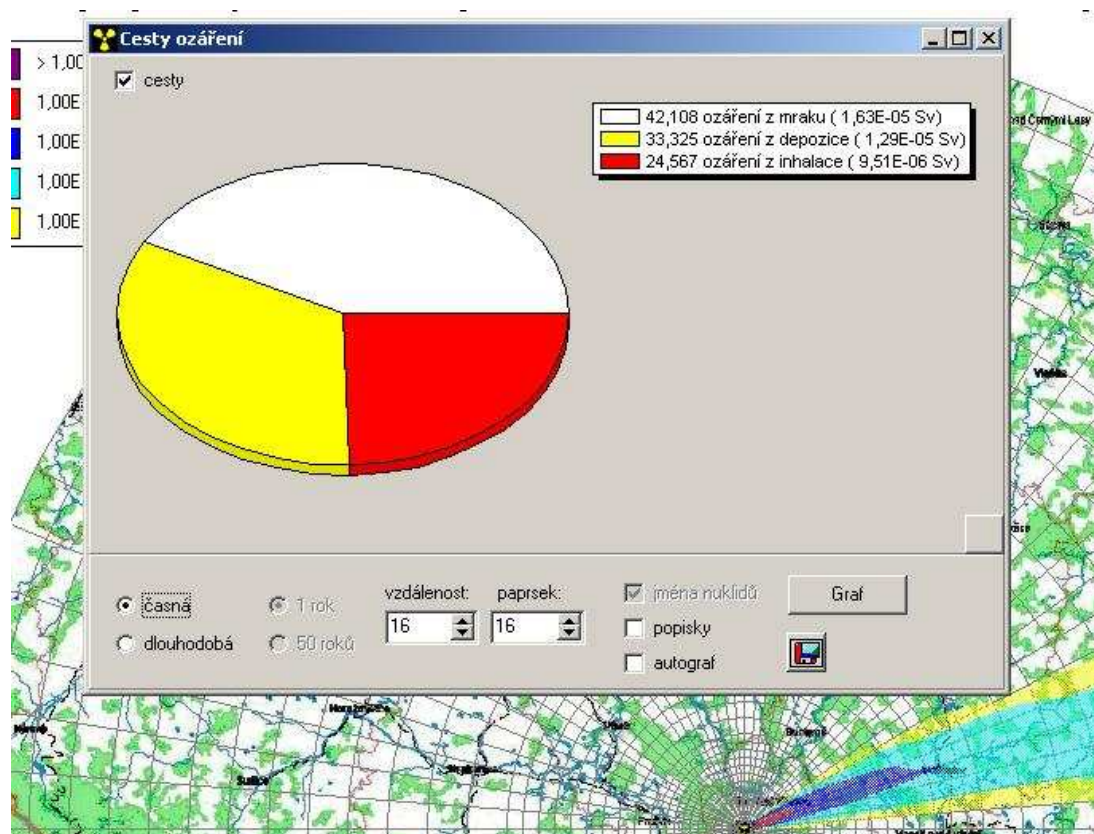 Cesty ozáření
cesty
> 1,00
1,00E
1,00E
1,00E
1,00E
42,108 ozáření z mraku ( 1,63E-05 Sv)
33,325 ozáření z depozice ( 1,29E-05 Sv)
24,567 ozáření z inhalace ( 9,51E-06 Sv)
časná
dlouhodobá
1 rok
50 roků
vzdálenost:
16
paprsek:
16
jména nuklidů
popisky
autograf
Graf